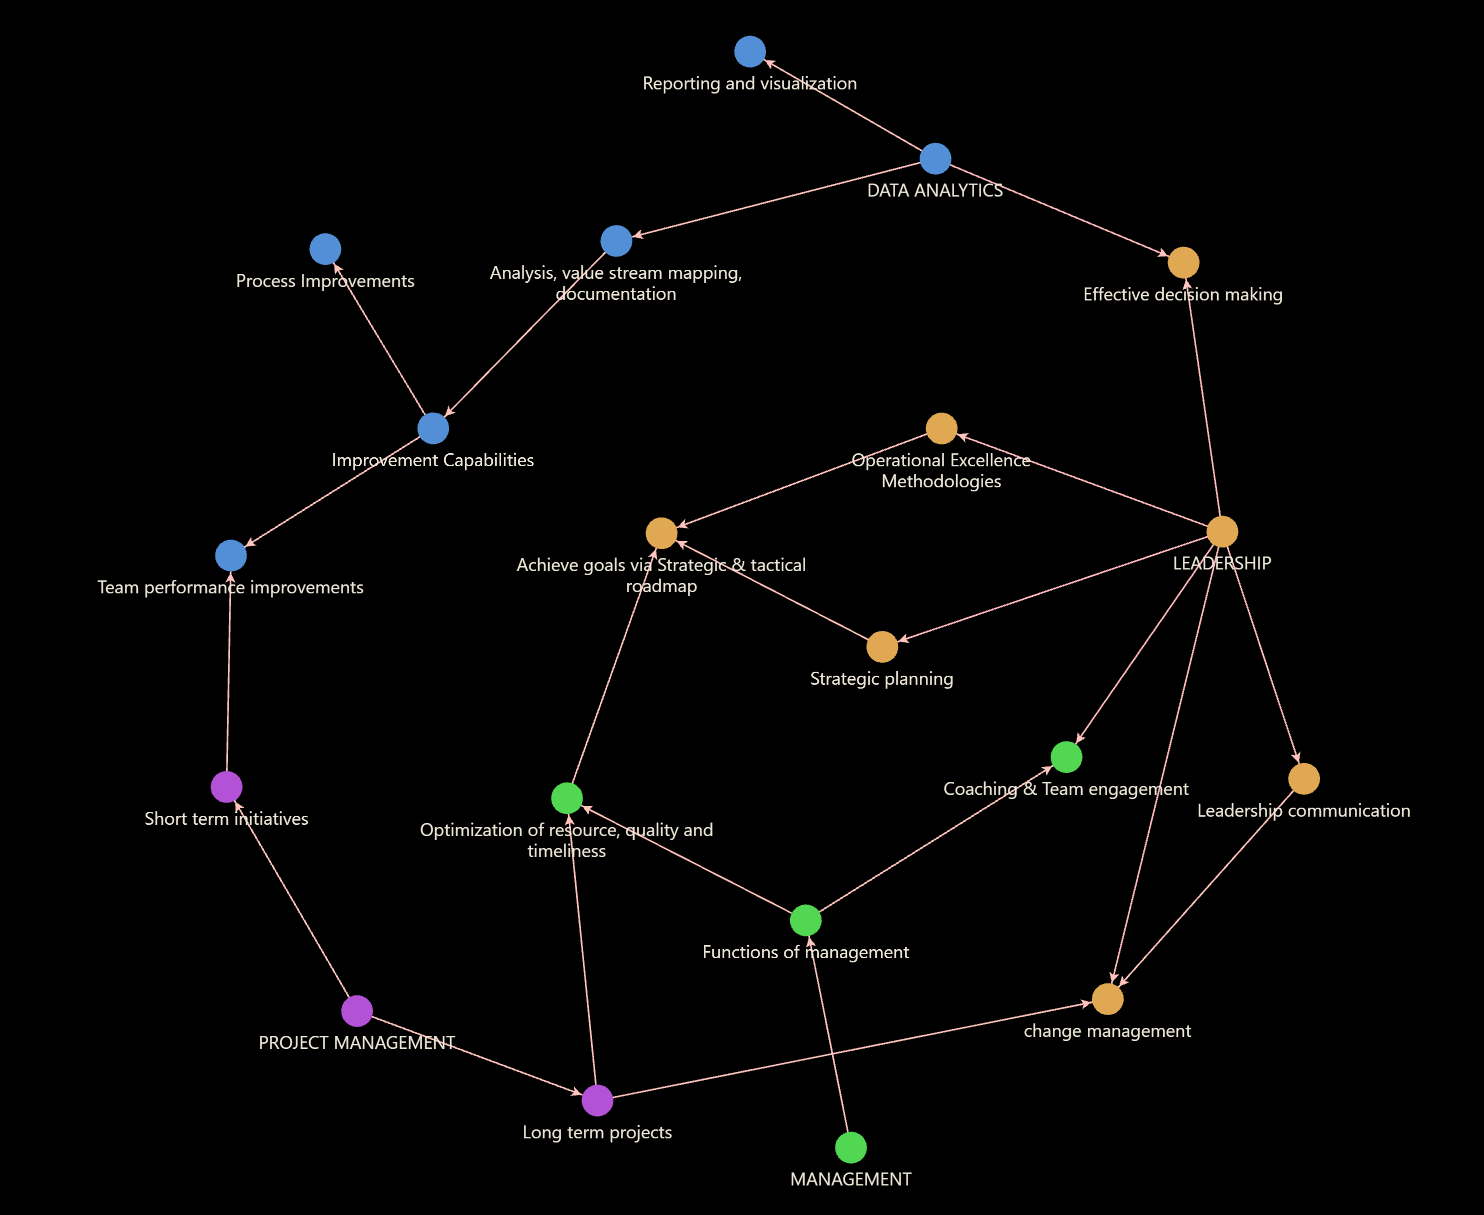 Reporting and visualization
DATA ANALYTICS
Process Improvements
Analysis, value stream mapping,
documentation
Effective decision making
Improvement Capabilities
Operational Excellence
Methodologies
Achieve goals via Strategic & tactical
roadmap
LEADERSHIP
Team performance improvements
Strategic planning
Coaching & Team engagement
Leadership communication
Short term initiatives
Optimization of resource, quality and
timeliness
Functions of management
PROJECT MANAGEMENT
change management
Long term projects
MANAGEMENT